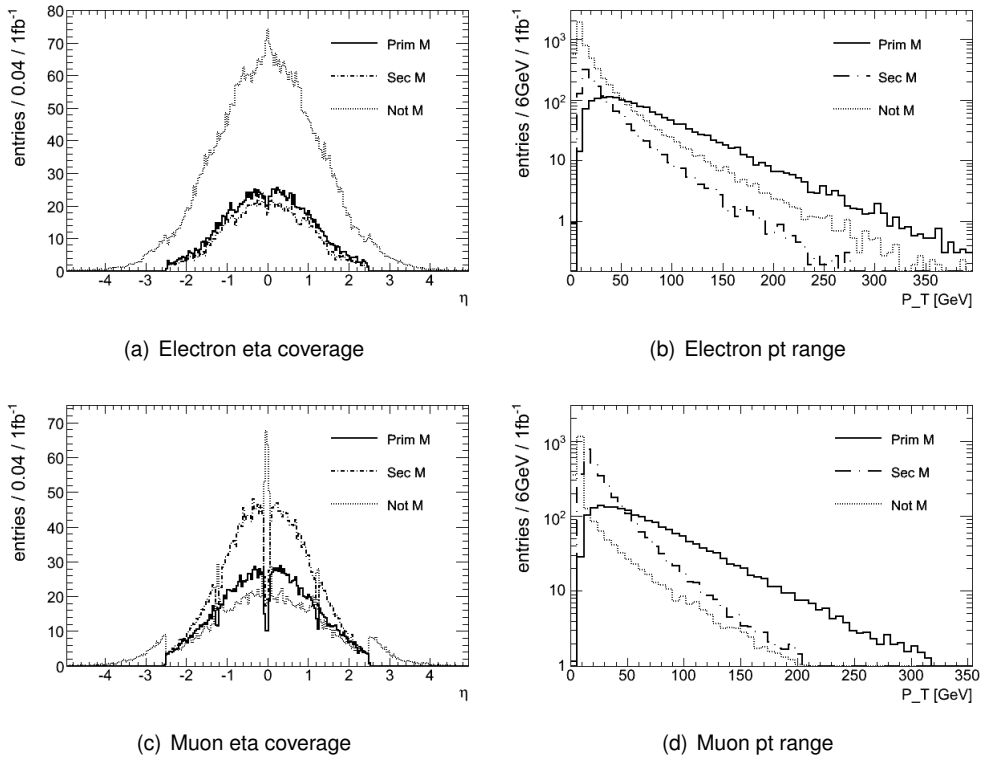 entries / 0.04 / 1fb-1
70
60
50
40
30
20
10
0
-4 -3 -2 -1 0 1 2 3 4
η
Prim M
Sec M
Not M
(a) Electron eta coverage
entries / 6GeV / 1fb-1
10³
10²
10
1
0 50 100 150 200 250 300 350
P_T [GeV]
Prim M
Sec M
Not M
(b) Electron pt range
entries / 0.04 / 1fb-1
70
60
50
40
30
20
10
0
-4 -3 -2 -1 0 1 2 3 4
η
Prim M
Sec M
Not M
(c) Muon eta coverage
entries / 6GeV / 1fb-1
10³
10²
10
1
0 50 100 150 200 250 300 350
P_T [GeV]
Prim M
Sec M
Not M
(d) Muon pt range